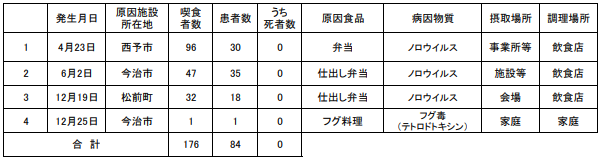 発生月日 原因施設所在地 喫食者数 患者数 うち死者数 原因食品 病因物質 摂取場所 調理場所
1 4月23日 西予市 96 30 0 弁当 ノロウイルス 事業所等 飲食店
2 6月2日 今治市 47 35 0 仕出し弁当 ノロウイルス 施設等 飲食店
3 12月19日 松前町 32 18 0 仕出し弁当 ノロウイルス 会場 飲食店
4 12月25日 今治市 1 1 0 フグ料理 フグ毒(テトロドトキシン) 家庭 家庭
合 計 176 84 0